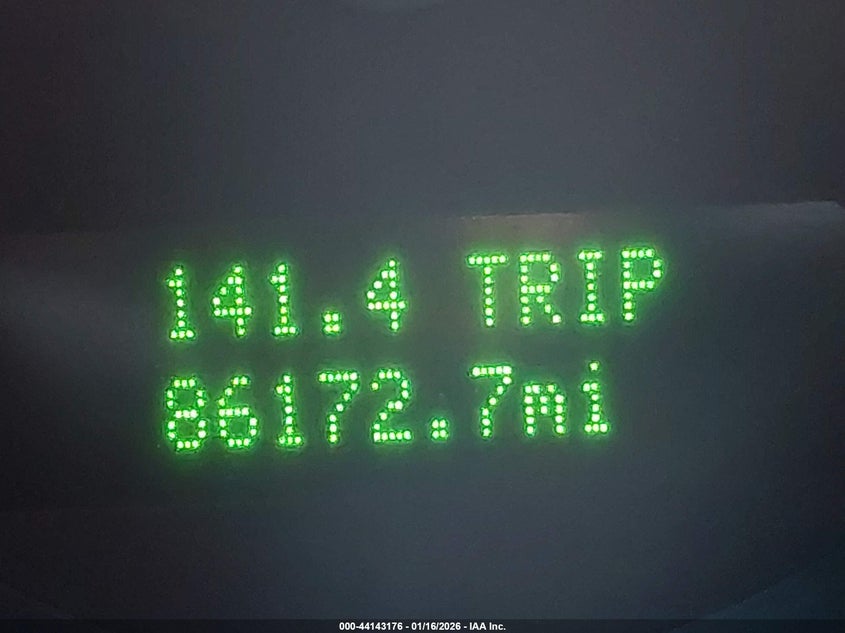 141.4 TRIP
86172.7mi
000-44143176 - 01/16/2026 - IAA Inc.